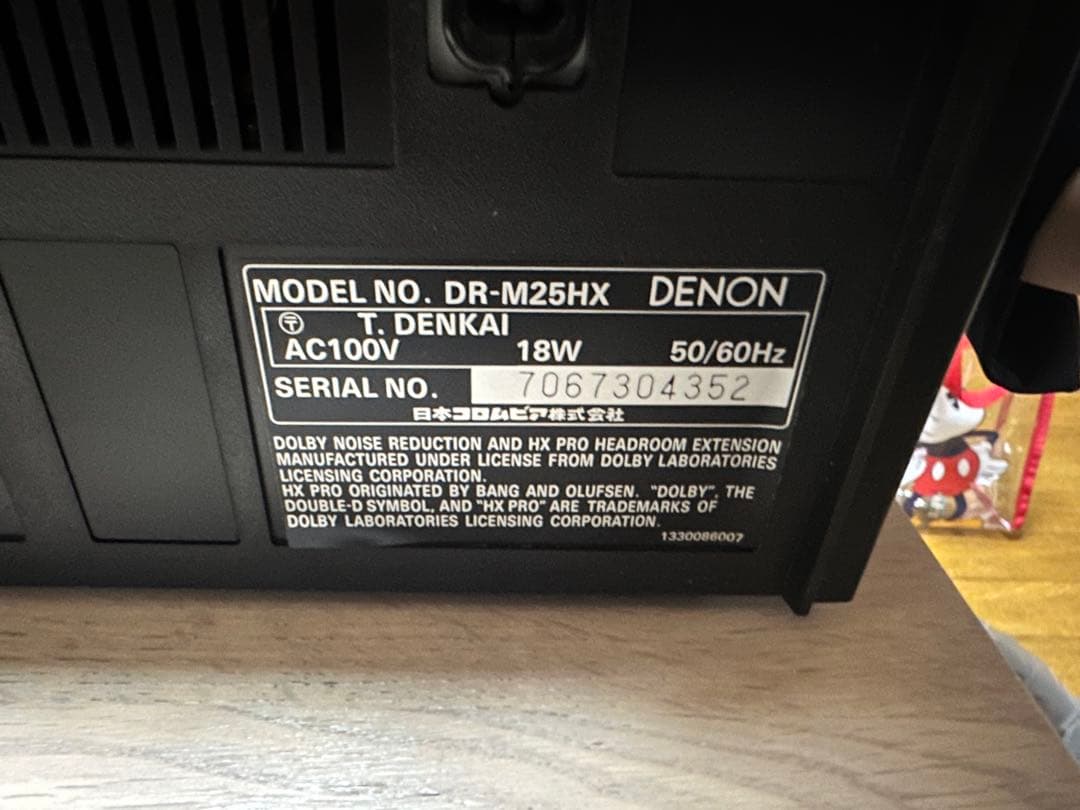 MODEL NO. DR-M25HX DENON
〒 T. DENKAI
AC100V 18W 50/60Hz
SERIAL NO. 7067304352
日本コロムビア株式会社
DOLBY NOISE REDUCTION AND HX PRO HEADROOM EXTENSION
MANUFACTURED UNDER LICENSE FROM DOLBY LABORATORIES
LICENSING CORPORATION.
HX PRO ORIGINATED BY BANG AND OLUFSEN. "DOLBY", THE
DOUBLE-D SYMBOL, AND "HX PRO" ARE TRADEMARKS OF
DOLBY LABORATORIES LICENSING CORPORATION.
1330086007